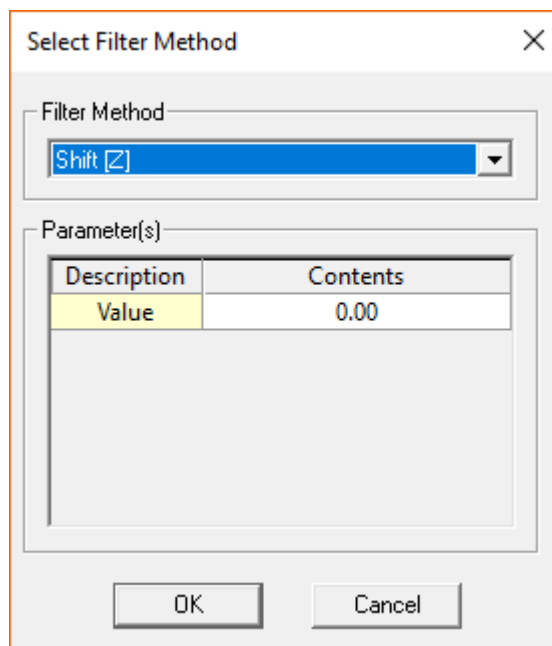 Select Filter Method
Filter Method
Shift [Z]
Parameter(s)
Description Contents
Value 0.00
OK Cancel